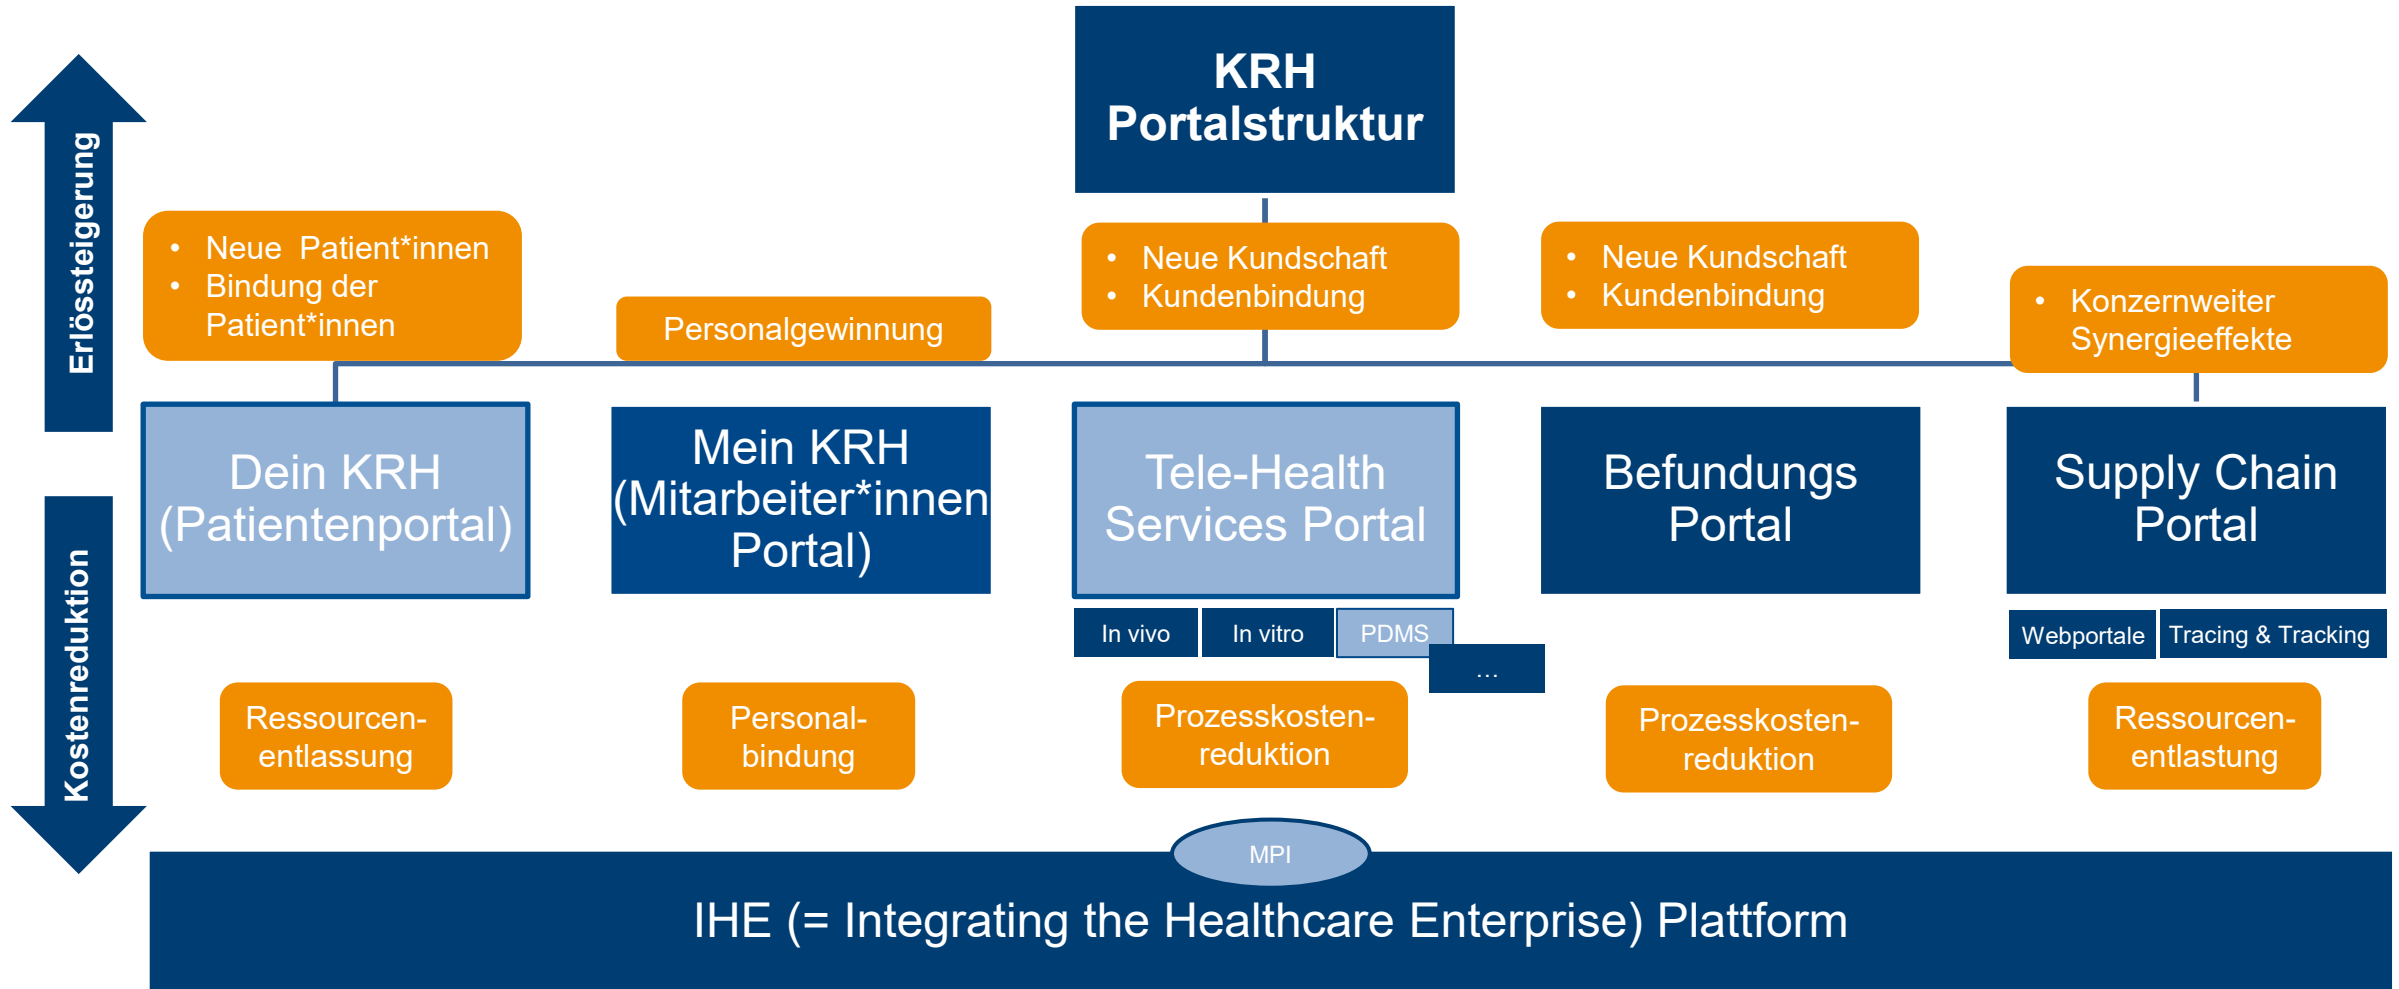 KRH
Portalstruktur
Erlössteigerung
• Neue  Patient*innen
• Bindung der
Patient*innen
Personalgewinnung
• Neue Kundschaft
• Kundenbindung
• Neue Kundschaft
• Kundenbindung
• Konzernweiter
Synergieeffekte
Dein KRH
(Patientenportal)
Mein KRH
(Mitarbeiter*innen
Portal)
Tele-Health
Services Portal
Befundungs
Portal
Supply Chain
Portal
In vivo
In vitro
PDMS
...
Webportale
Tracing & Tracking
Kostenreduktion
Ressourcen-
entlassung
Personal-
bindung
Prozesskosten-
reduktion
Prozesskosten-
reduktion
Ressourcen-
entlastung
MPI
IHE (= Integrating the Healthcare Enterprise) Plattform